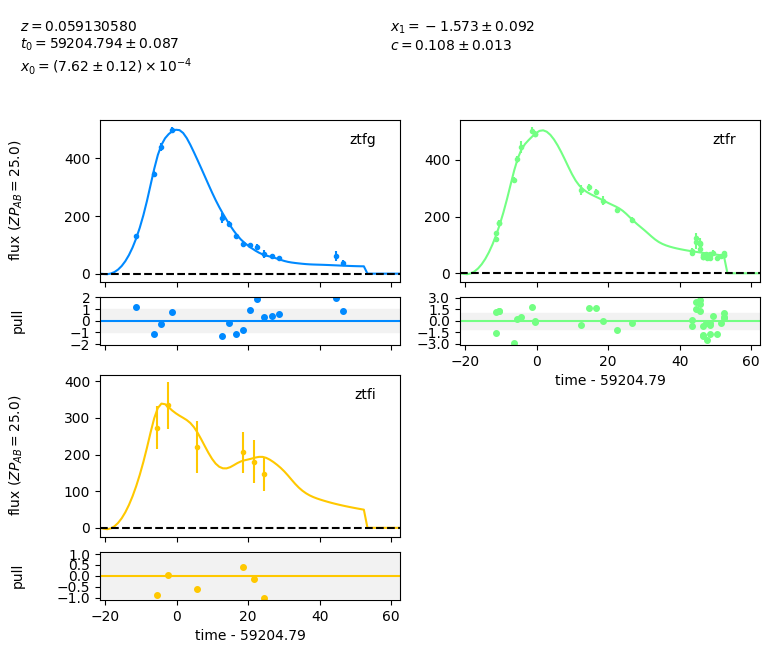 z = 0.059130580
t₀ = 59204.794 ± 0.087
x₀ = (7.62 ± 0.12) × 10⁻⁴
x₁ = −1.573 ± 0.092
c = 0.108 ± 0.013
flux (ZP_AB = 25.0)
400
200
0
ztfg
400
200
0
ztfr
pull
2
1
0
−1
−2
3.0
1.5
0.0
−1.5
−3.0
−20 0 20 40 60
time - 59204.79
flux (ZP_AB = 25.0)
400
300
200
100
0
ztfi
pull
1.0
0.5
0.0
−0.5
−1.0
−20 0 20 40 60
time - 59204.79